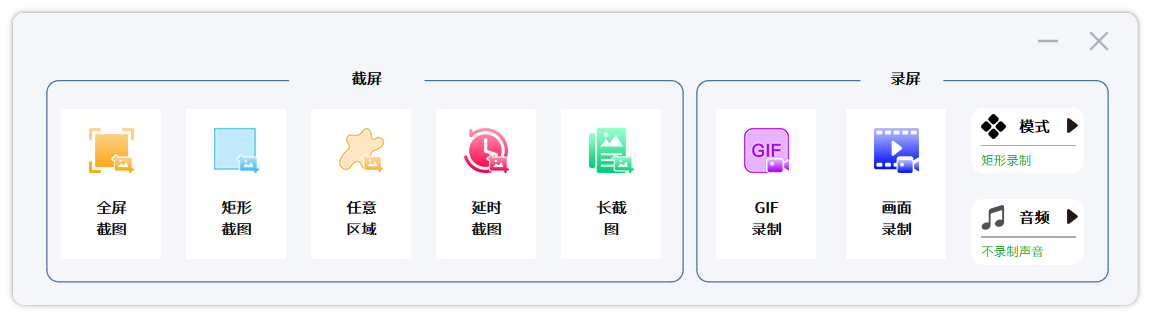 截屏
全屏
截图
矩形
截图
任意
区域
延时
截图
长截
图
录屏
GIF
GIF
录制
画面
录制
模式
矩形录制
音频
不录制声音